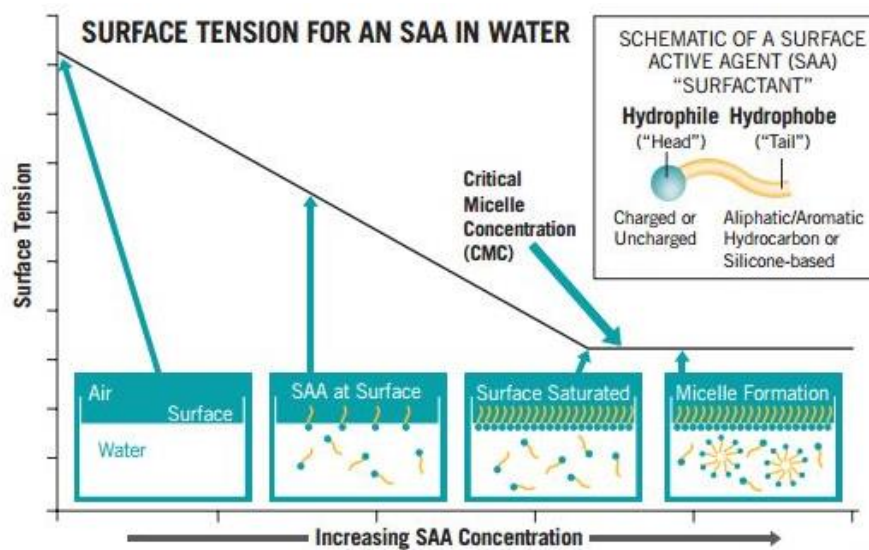 SURFACE TENSION FOR AN SAA IN WATER
SCHEMATIC OF A SURFACE
ACTIVE AGENT (SAA)
“SURFACTANT”
Hydrophile Hydrophobe
(“Head”) (“Tail”)
Charged or
Uncharged
Aliphatic/Aromatic
Hydrocarbon or
Silicone-based
Critical
Micelle
Concentration
(CMC)
Surface Tension
Air
Surface
Water
SAA at Surface
Surface Saturated
Micelle Formation
Increasing SAA Concentration